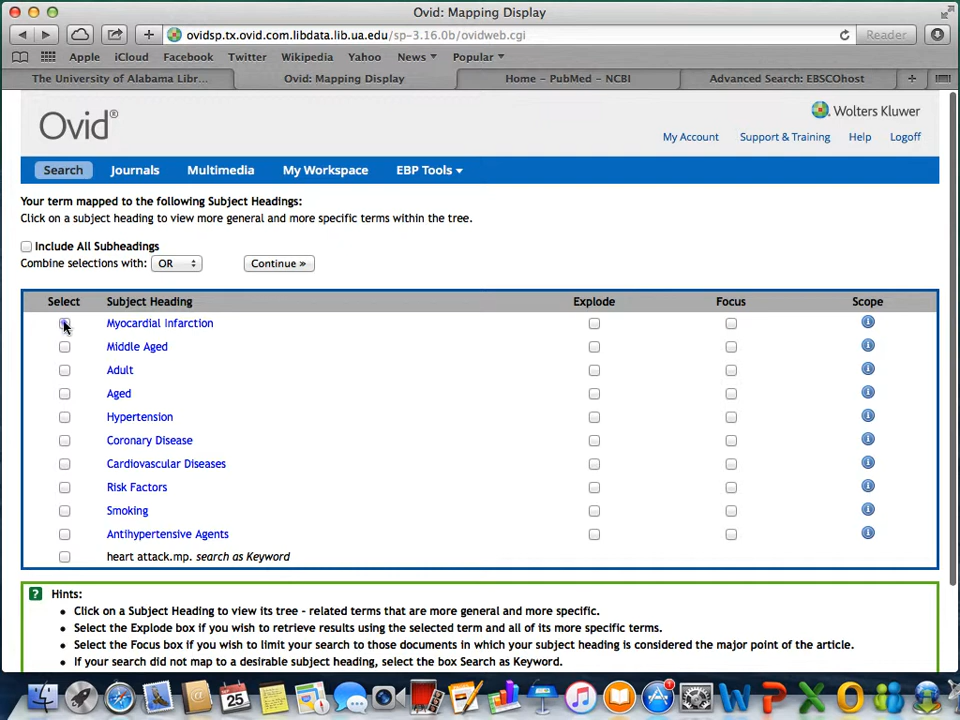 Ovid: Mapping Display
ovidsp.tx.ovid.com.libdata.lib.ua.edu/sp-3.16.0b/ovidweb.cgi
Reader
Apple iCloud Facebook Twitter Wikipedia Yahoo News Popular
The University of Alabama Libr... Ovid: Mapping Display Home – PubMed – NCBI Advanced Search: EBSCOhost
Ovid®
Wolters Kluwer
My Account Support & Training Help Logoff
Search Journals Multimedia My Workspace EBP Tools
Your term mapped to the following Subject Headings:
Click on a subject heading to view more general and more specific terms within the tree.
Include All Subheadings
Combine selections with: OR Continue »
Select Subject Heading Explode Focus Scope
Myocardial Infarction
Middle Aged
Adult
Aged
Hypertension
Coronary Disease
Cardiovascular Diseases
Risk Factors
Smoking
Antihypertensive Agents
heart attack.mp. search as Keyword
? Hints:
• Click on a Subject Heading to view its tree - related terms that are more general and more specific.
• Select the Explode box if you wish to retrieve results using the selected term and all of its more specific terms.
• Select the Focus box if you wish to limit your search to those documents in which your subject heading is considered the major point of the article.
• If your search did not map to a desirable subject heading, select the box Search as Keyword.
25
1